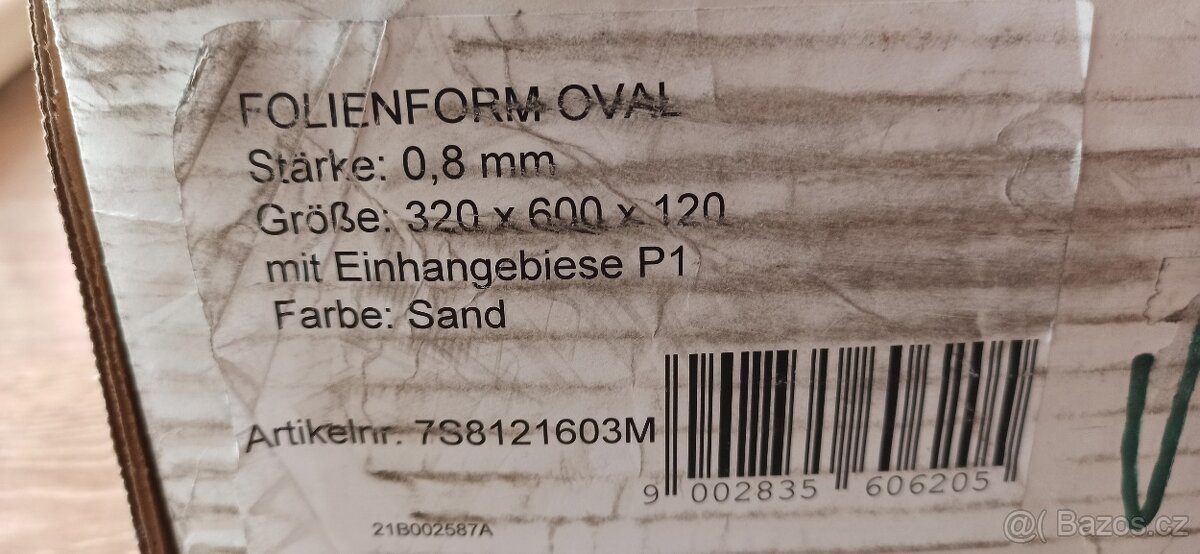 FOLIENFORM OVAL
Stärke: 0,8 mm
Größe: 320 x 600 x 120
mit Einhangebiese P1
Farbe: Sand
Artikelnr. 7S8121603M
9 002835 606205
21B002587A
@( Bazos.cz